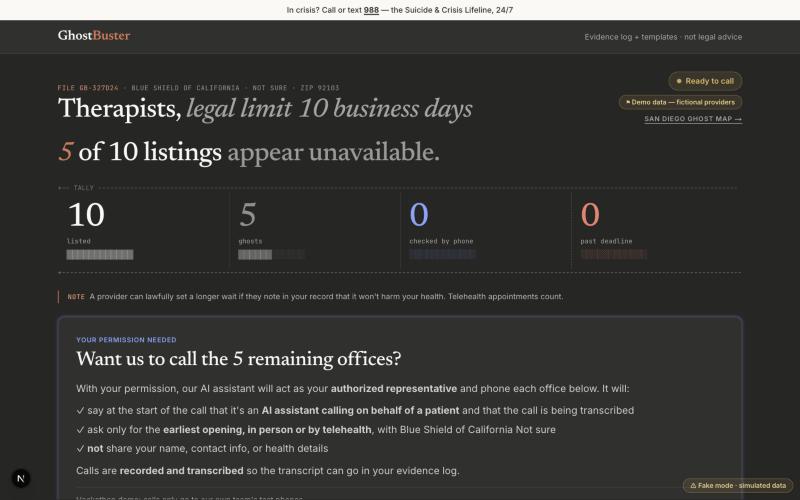 In crisis? Call or text 988 — the Suicide & Crisis Lifeline, 24/7
GhostBuster
Evidence log + templates · not legal advice
FILE GB-327D24 · BLUE SHIELD OF CALIFORNIA · NOT SURE · ZIP 92103
Ready to call
Therapists, legal limit 10 business days
Demo data — fictional providers
SAN DIEGO GHOST MAP →
5 of 10 listings appear unavailable.
TALLY
10 5 0 0
listed ghosts checked by phone past deadline
NOTE A provider can lawfully set a longer wait if they note in your record that it won't harm your health. Telehealth appointments count.
YOUR PERMISSION NEEDED
Want us to call the 5 remaining offices?
With your permission, our AI assistant will act as your authorized representative and phone each office below. It will:
✓ say at the start of the call that it's an AI assistant calling on behalf of a patient and that the call is being transcribed
✓ ask only for the earliest opening, in person or by telehealth, with Blue Shield of California Not sure
✓ not share your name, contact info, or health details
Calls are recorded and transcribed so the transcript can go in your evidence log.
N
⚠ Fake mode · simulated data